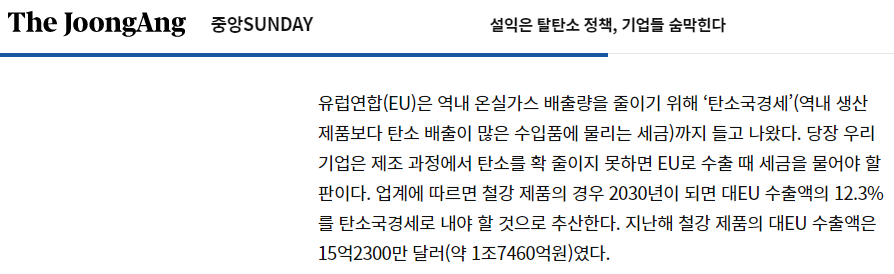 The JoongAng 중앙SUNDAY 설익은 탈탄소 정책, 기업들 숨막힌다
유럽연합(EU)은 역내 온실가스 배출량을 줄이기 위해 ‘탄소국경세’(역내 생산
제품보다 탄소 배출이 많은 수입품에 물리는 세금)까지 들고 나왔다. 당장 우리
기업은 제조 과정에서 탄소를 확 줄이지 못하면 EU로 수출 때 세금을 물어야 할
판이다. 업계에 따르면 철강 제품의 경우 2030년이 되면 대EU 수출액의 12.3%
를 탄소국경세로 내야 할 것으로 추산한다. 지난해 철강 제품의 대EU 수출액은
15억2300만 달러(약 1조7460억원)였다.